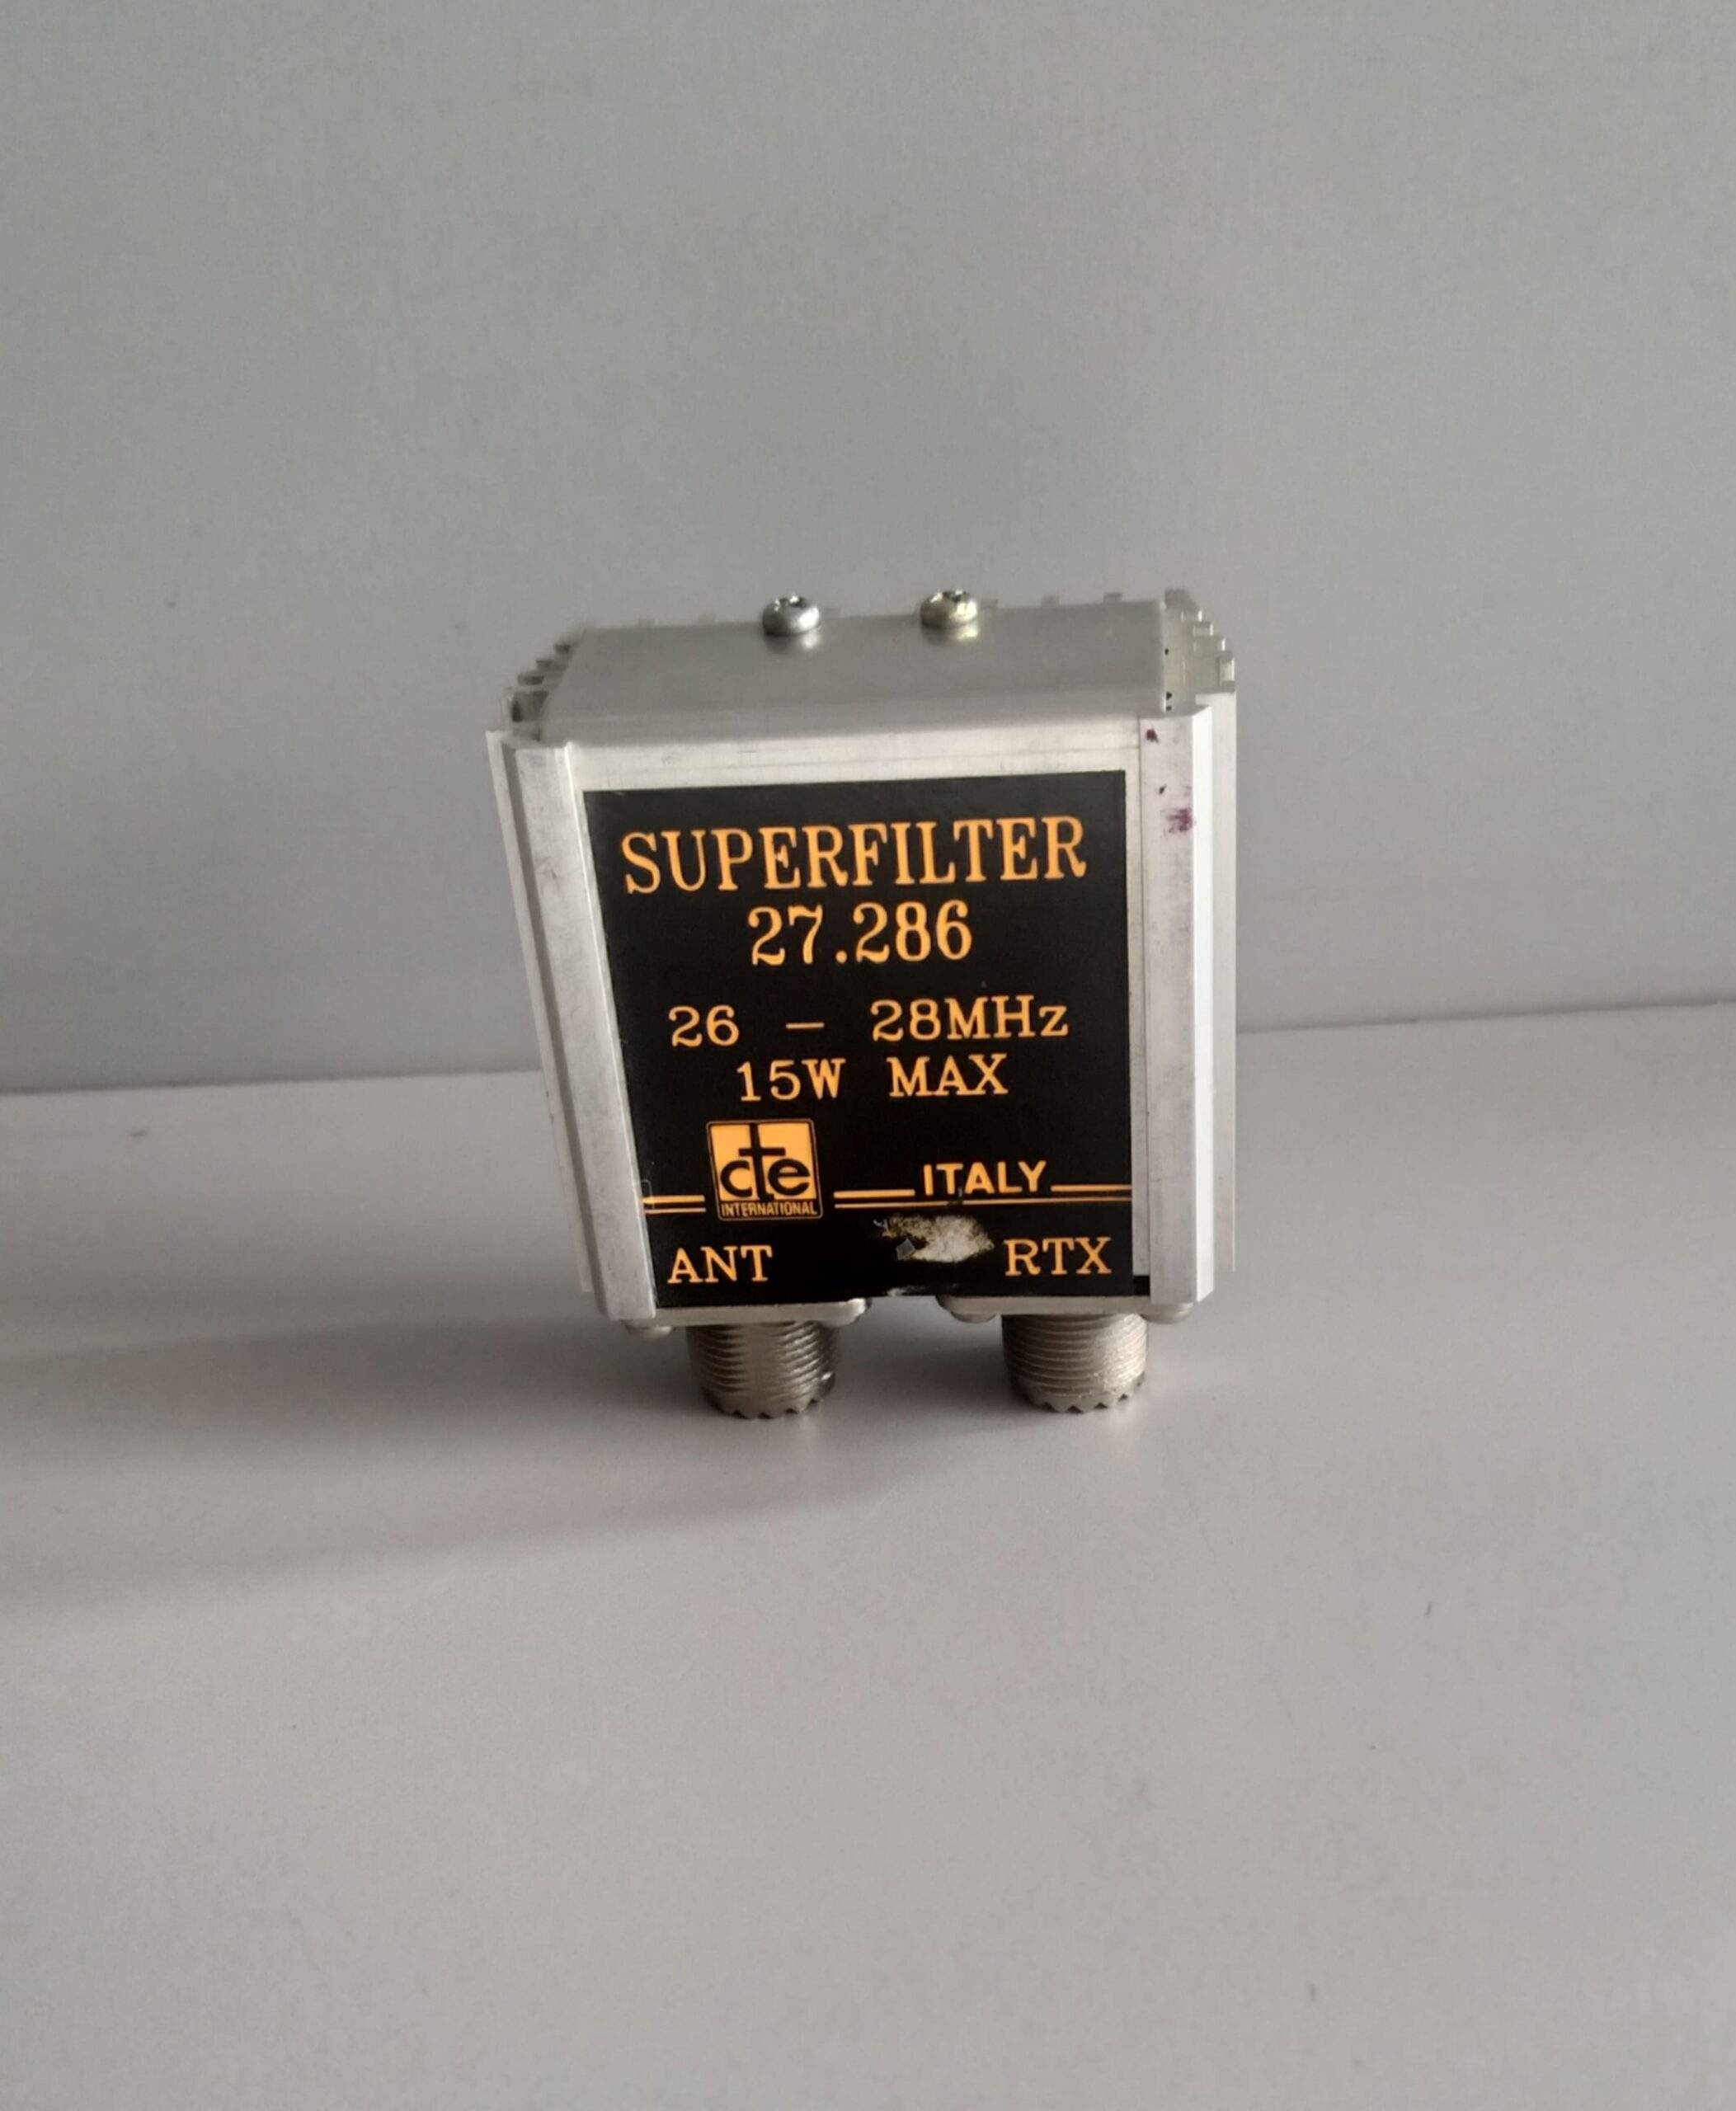 SUPERFILTER
27.286
26 - 28MHz
15W MAX
cte
INTERNATIONAL
ITALY
ANT RTX